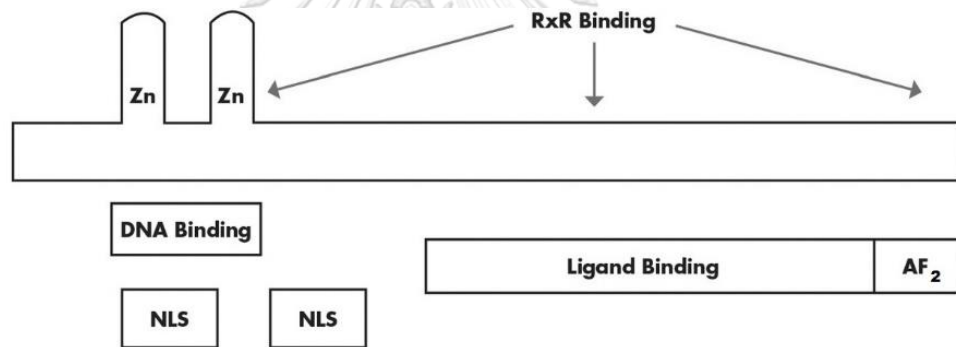 RxR Binding
Zn Zn
DNA Binding
Ligand Binding AF₂
NLS NLS